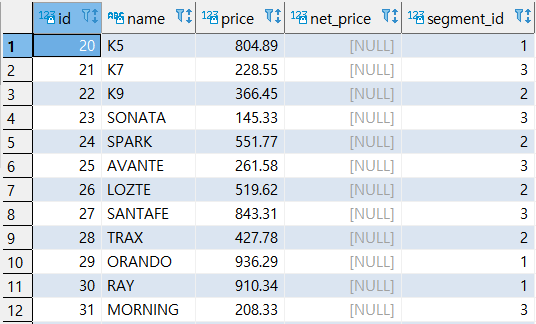 123 id ABC name 123 price 123 net_price 123 segment_id
1 20 K5 804.89 [NULL] 1
2 21 K7 228.55 [NULL] 3
3 22 K9 366.45 [NULL] 2
4 23 SONATA 145.33 [NULL] 3
5 24 SPARK 551.77 [NULL] 2
6 25 AVANTE 261.58 [NULL] 3
7 26 LOZTE 519.62 [NULL] 2
8 27 SANTAFE 843.31 [NULL] 3
9 28 TRAX 427.78 [NULL] 2
10 29 ORANDO 936.29 [NULL] 1
11 30 RAY 910.34 [NULL] 1
12 31 MORNING 208.33 [NULL] 3